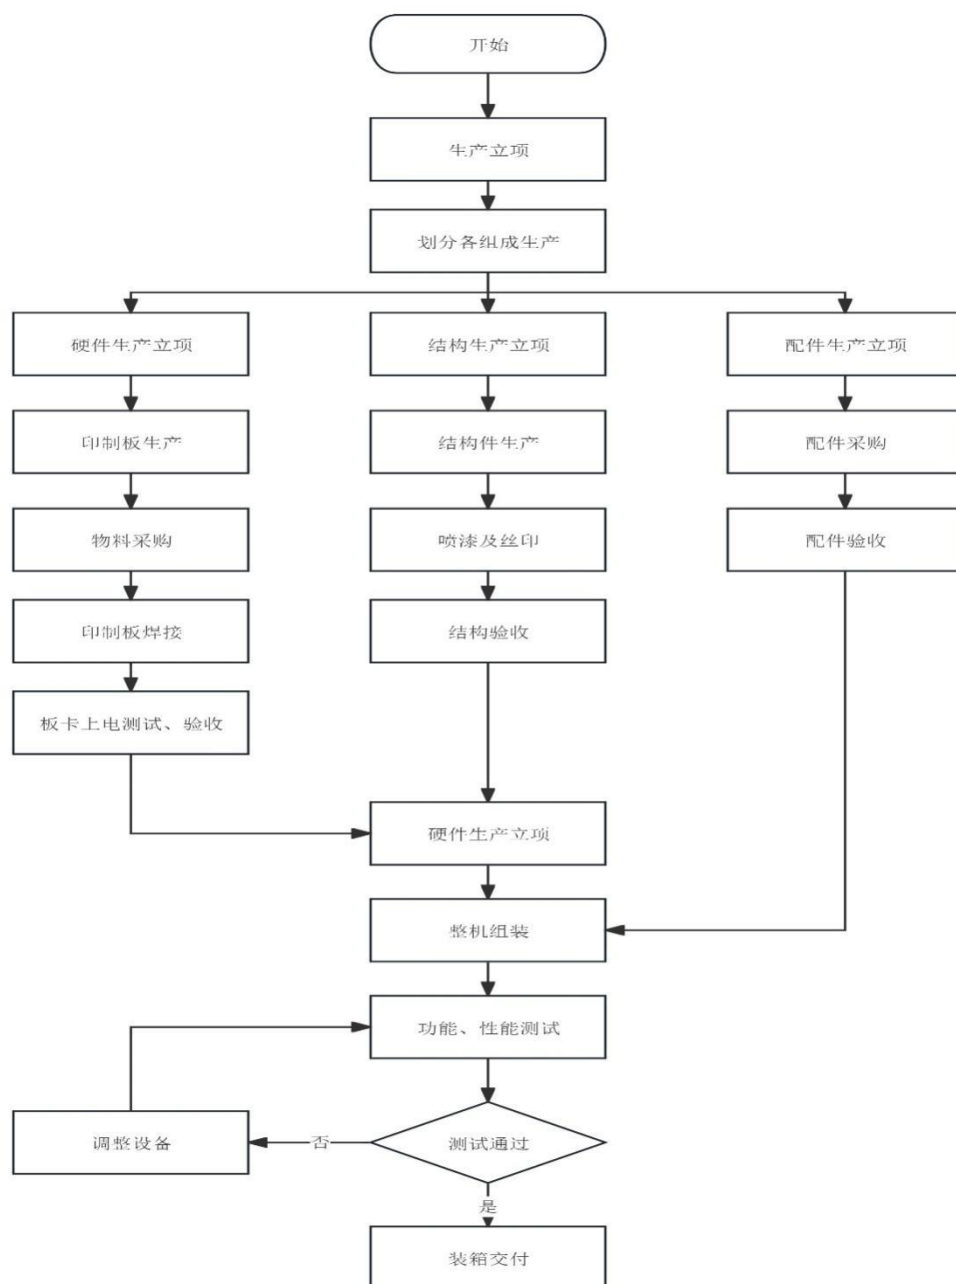 开始
生产立项
划分各组成生产
硬件生产立项
结构生产立项
配件生产立项
印制板生产
结构件生产
配件采购
物料采购
喷漆及丝印
配件验收
印制板焊接
结构验收
板卡上电测试、验收
硬件生产立项
整机组装
功能、性能测试
调整设备
否
测试通过
是
装箱交付